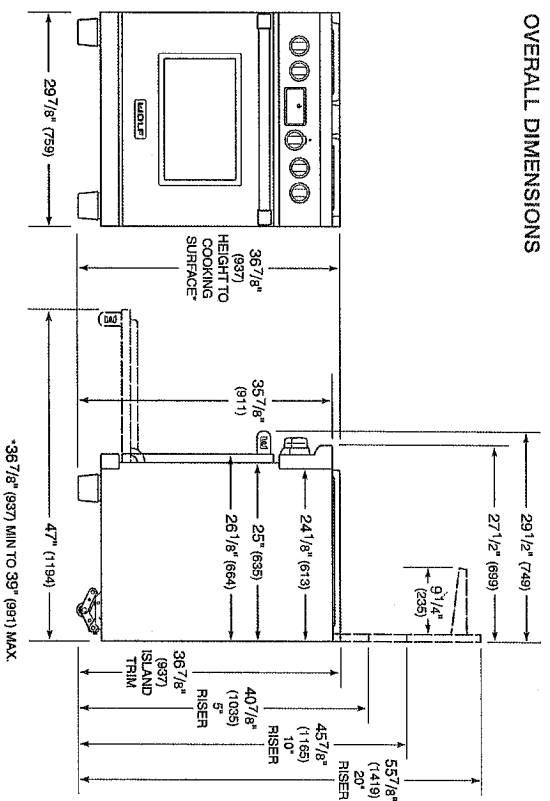 OVERALL DIMENSIONS
WOLF
29 7/8" (759)
36 7/8"
(937)
HEIGHT TO
COOKING
SURFACE*
35 7/8"
(911)
29 1/2" (749)
27 1/2" (699)
9 1/4"
(235)
24 1/8" (613)
25" (635)
26 1/8" (664)
47" (1194)
36 7/8"
(937)
ISLAND
TRIM
40 7/8"
(1035)
5"
RISER
45 7/8"
(1165)
10"
RISER
55 7/8"
(1419)
20"
RISER
*36 7/8" (937) MIN TO 39" (991) MAX.